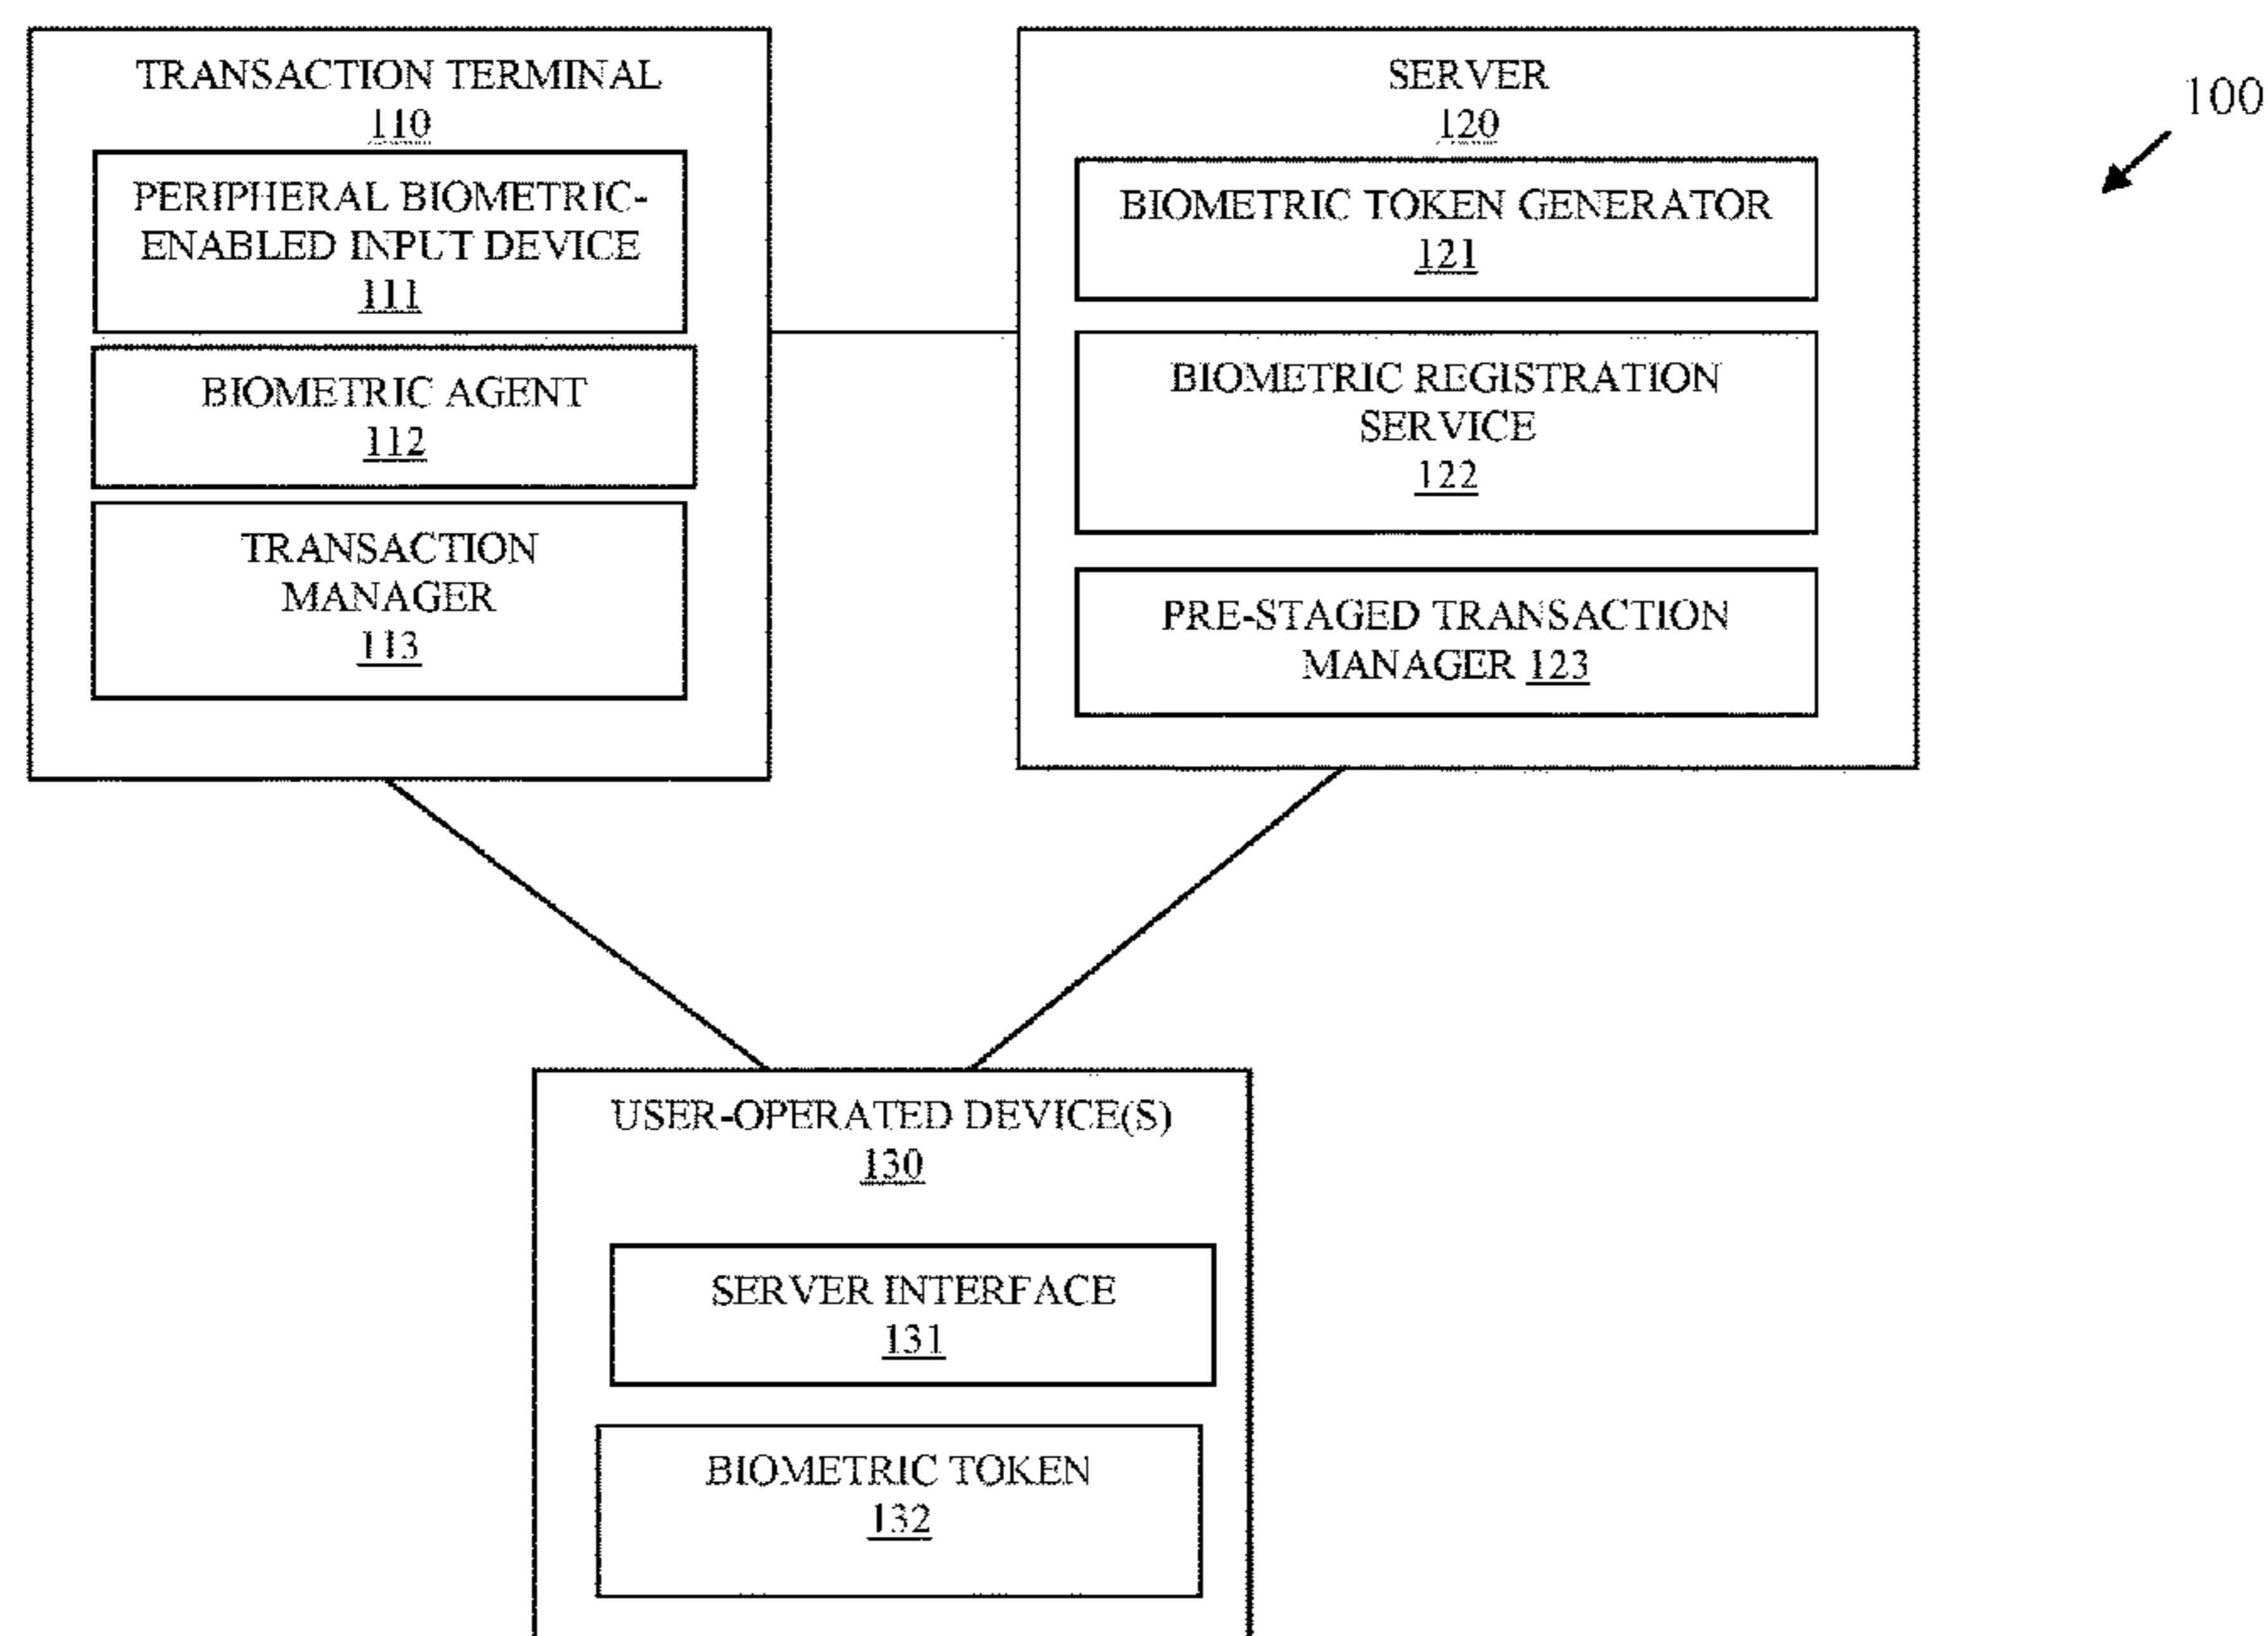 TRANSACTION TERMINAL
110
PERIPHERAL BIOMETRIC-
ENABLED INPUT DEVICE
111
BIOMETRIC AGENT
112
TRANSACTION
MANAGER
113
SERVER
120
BIOMETRIC TOKEN GENERATOR
121
BIOMETRIC REGISTRATION
SERVICE
122
PRE-STAGED TRANSACTION
MANAGER 123
100
USER-OPERATED DEVICE(S)
130
SERVER INTERFACE
131
BIOMETRIC TOKEN
132